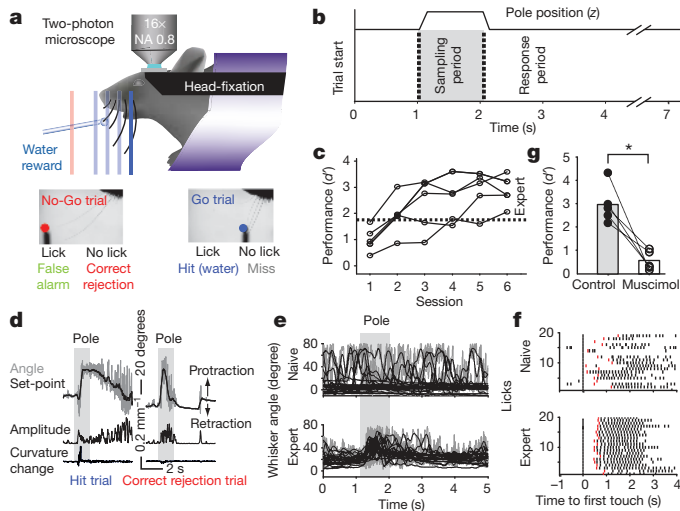 a
Two-photon
microscope
16×
NA 0.8
Head-fixation
Water
reward
No-Go trial
Go trial
Lick
No lick
Lick
No lick
False
alarm
Correct
rejection
Hit (water)
Miss
b
Pole position (z)
Trial start
Sampling
period
Response
period
0
1
2
3
4
7
Time (s)
c
Performance (d′)
4
3
2
1
0
Expert
1
2
3
4
5
6
Session
g
*
Performance (d′)
5
4
3
2
1
0
Control
Muscimol
d
Pole
Pole
Angle
Set-point
20 degrees
Protraction
Retraction
Amplitude
0.2 mm–1
Curvature
change
2 s
Hit trial
Correct rejection trial
e
Pole
Whisker angle (degree)
Naive
80
40
0
Expert
80
40
0
0
1
2
3
4
5
Time (s)
f
Licks
Naive
20
10
0
Expert
20
10
0
−1
0
1
2
3
4
Time to first touch (s)